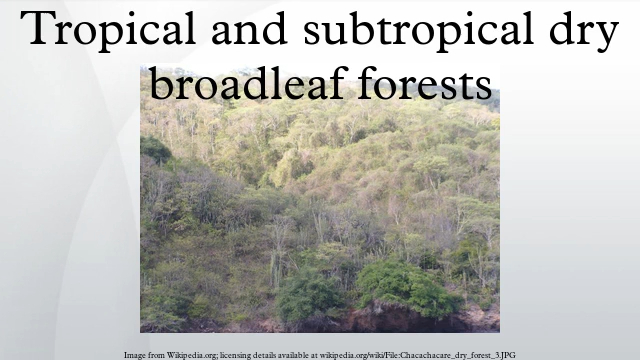 Tropical and subtropical dry
broadleaf forests
Image from Wikipedia.org; licensing details available at wikipedia.org/wiki/File:Chacachacare_dry_forest_3.JPG